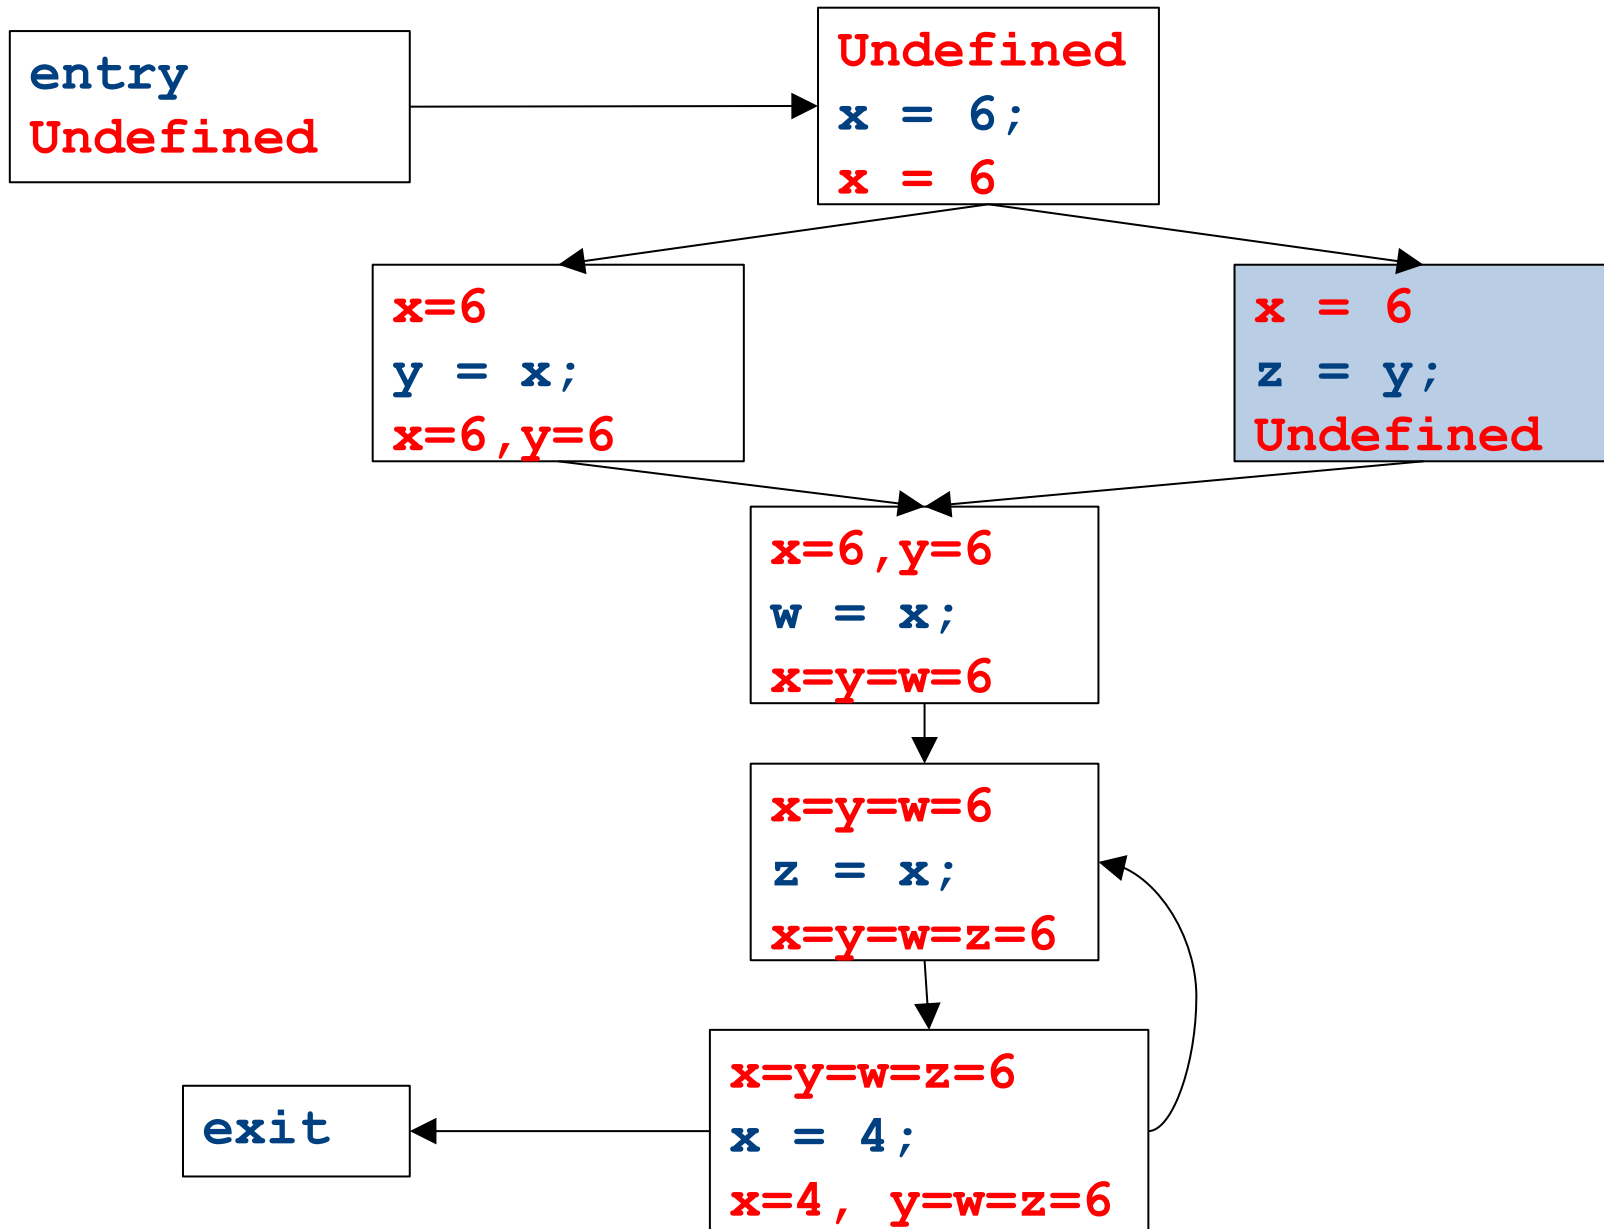 entry
Undefined
Undefined
x = 6;
x = 6
x=6
y = x;
x=6,y=6
x = 6
z = y;
Undefined
x=6,y=6
w = x;
x=y=w=6
x=y=w=6
z = x;
x=y=w=z=6
x=y=w=z=6
x = 4;
x=4, y=w=z=6
exit